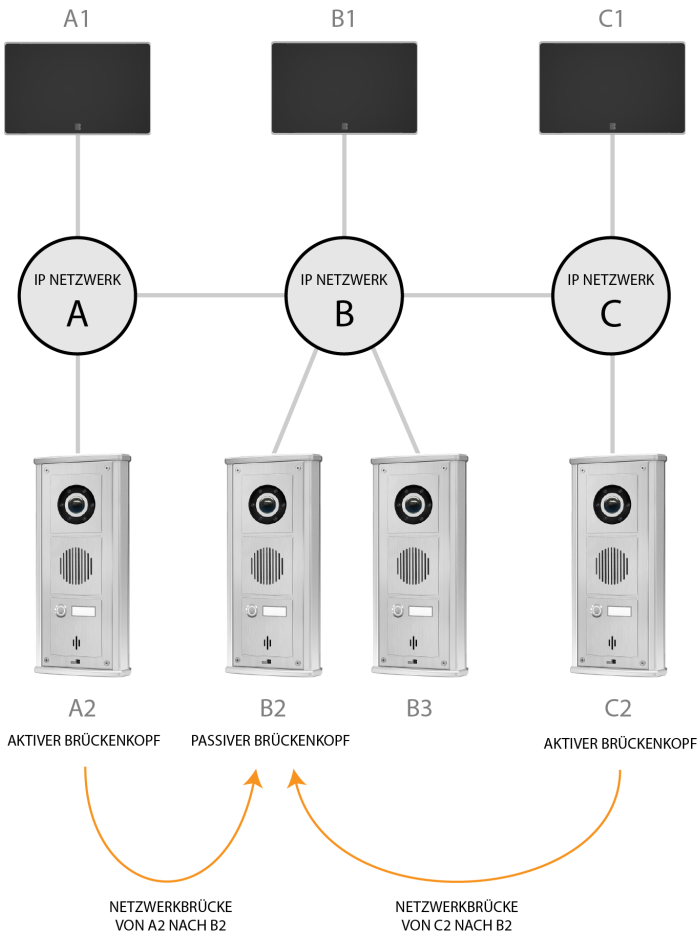 A1
B1
C1
IP NETZWERK
A
IP NETZWERK
B
IP NETZWERK
C
A2
B2
B3
C2
AKTIVER BRÜCKENKOPF
PASSIVER BRÜCKENKOPF
AKTIVER BRÜCKENKOPF
NETZWERKBRÜCKE
VON A2 NACH B2
NETZWERKBRÜCKE
VON C2 NACH B2